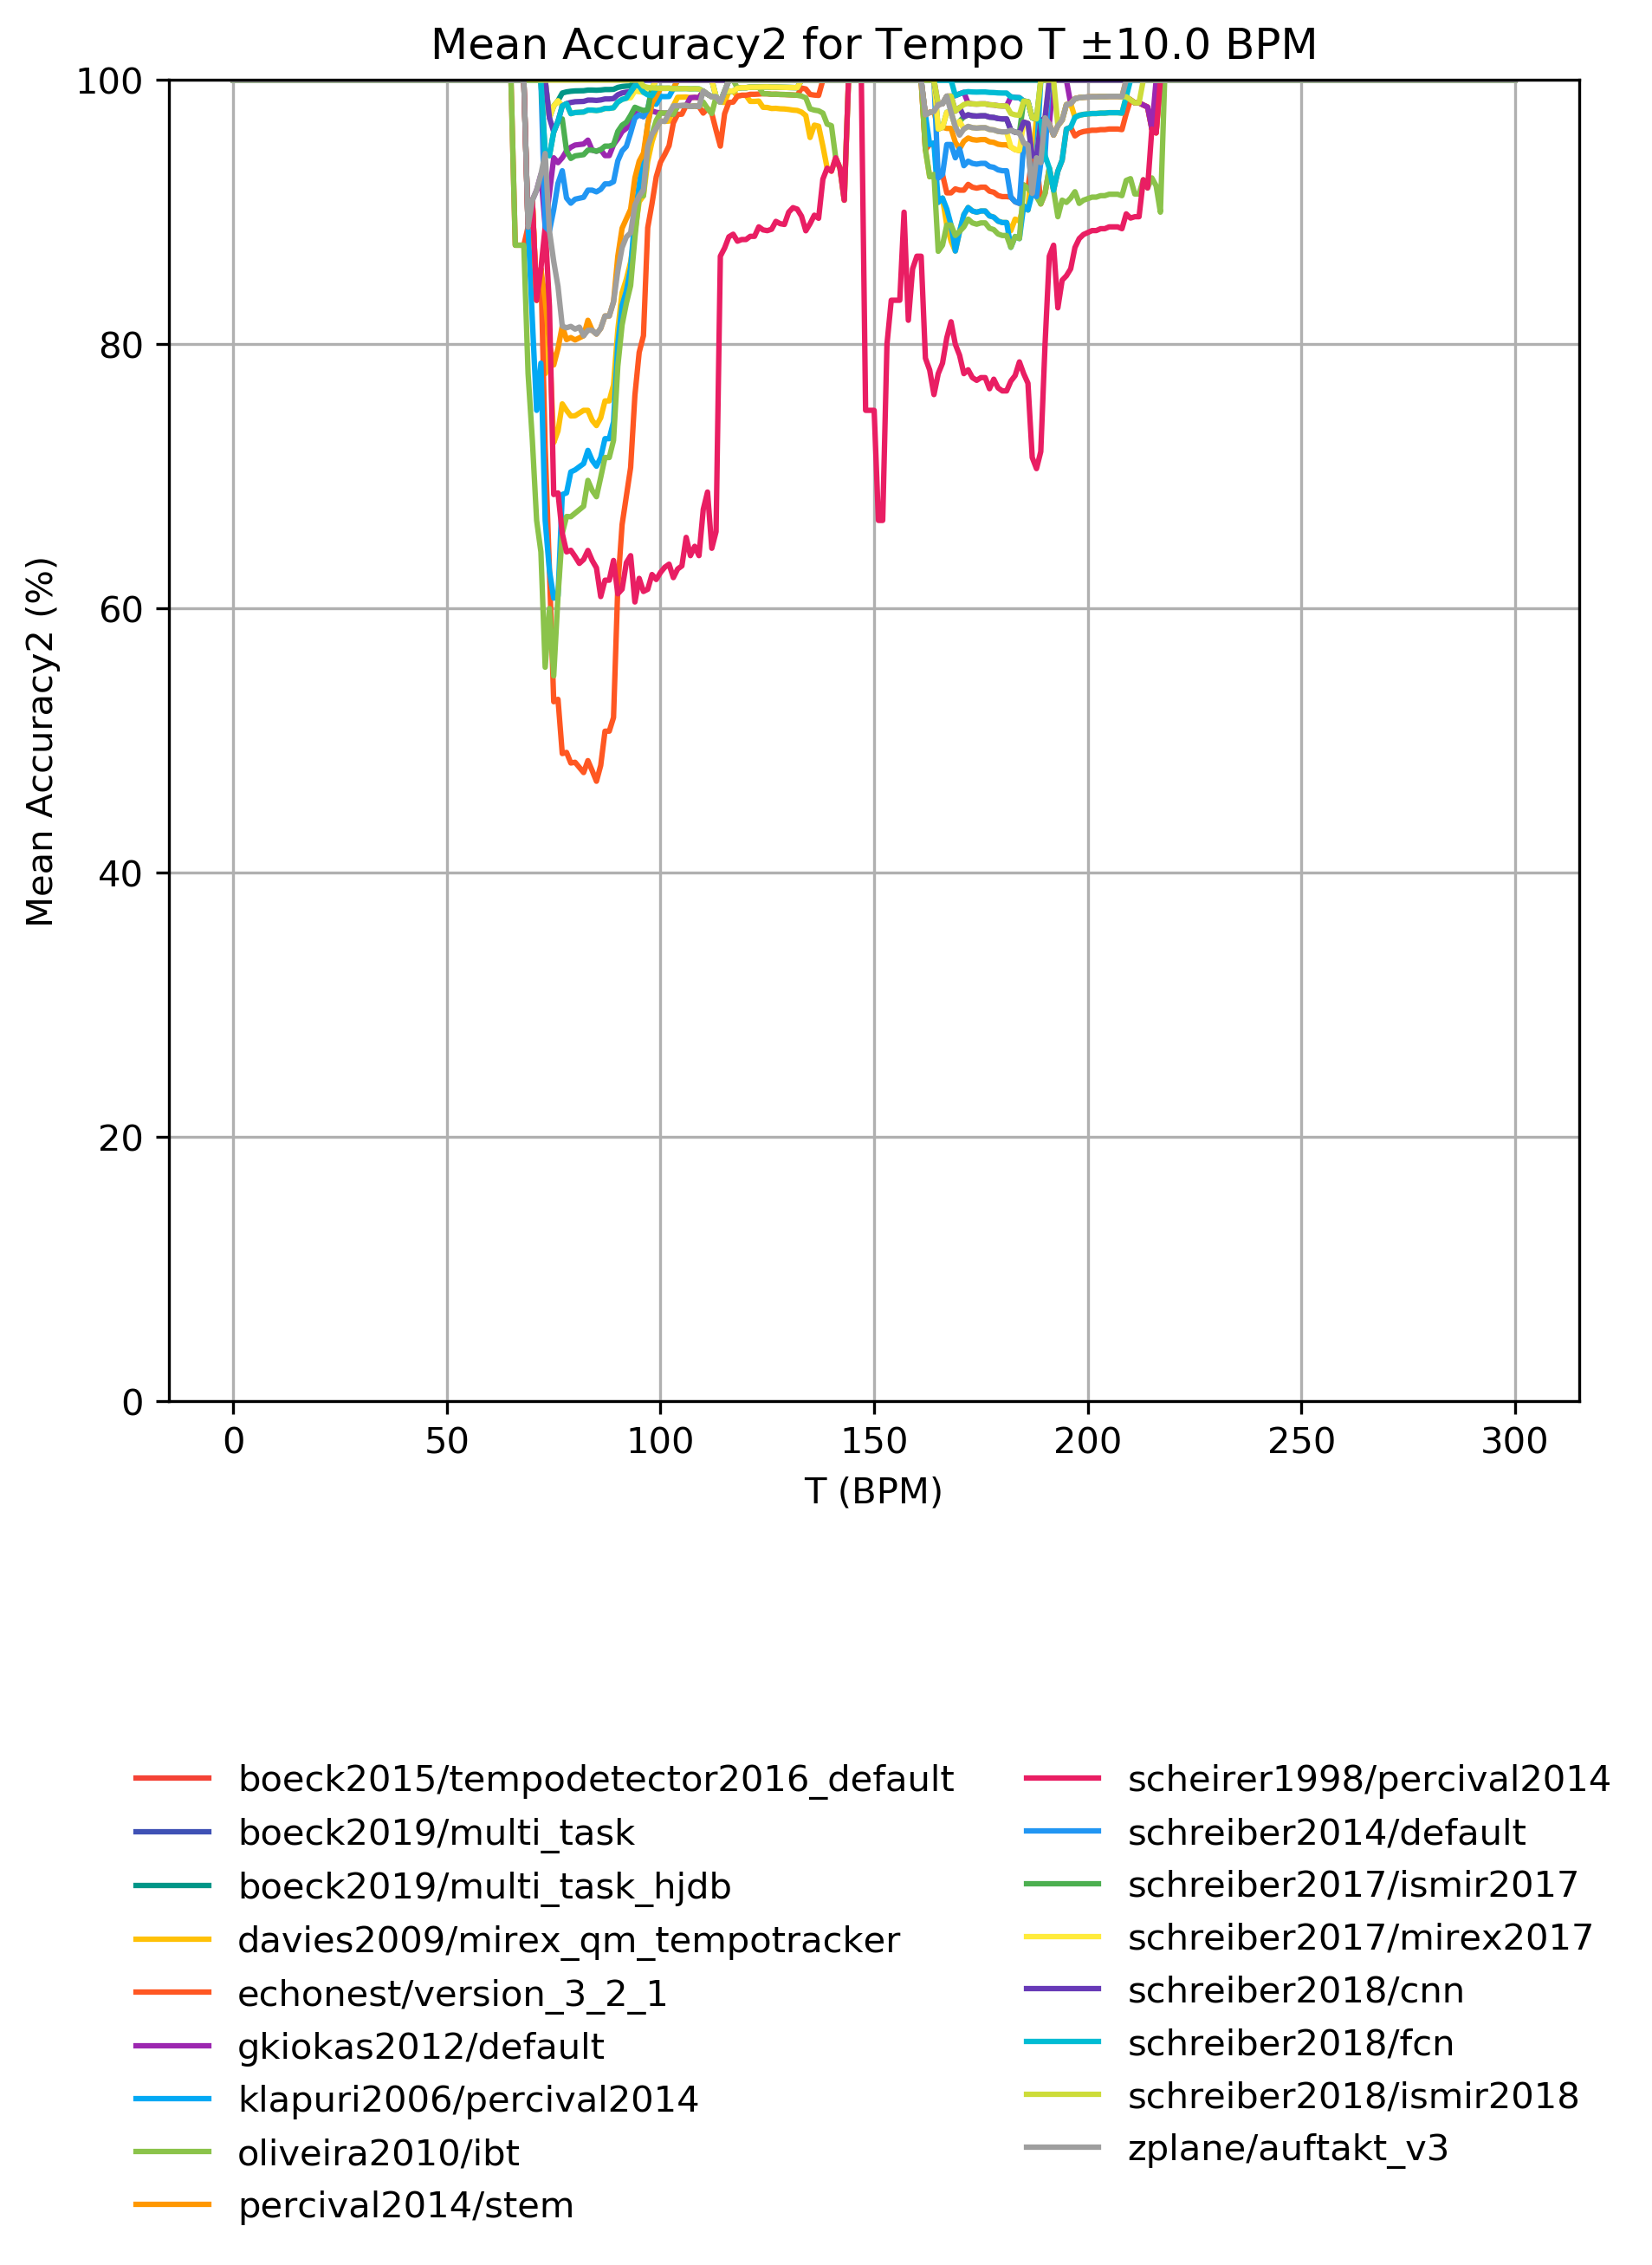 Mean Accuracy2 for Tempo T ±10.0 BPM
100
80
60
40
20
0
Mean Accuracy2 (%)
0 50 100 150 200 250 300
T (BPM)
boeck2015/tempodetector2016_default
boeck2019/multi_task
boeck2019/multi_task_hjdb
davies2009/mirex_qm_tempotracker
echonest/version_3_2_1
gkiokas2012/default
klapuri2006/percival2014
oliveira2010/ibt
percival2014/stem
scheirer1998/percival2014
schreiber2014/default
schreiber2017/ismir2017
schreiber2017/mirex2017
schreiber2018/cnn
schreiber2018/fcn
schreiber2018/ismir2018
zplane/auftakt_v3